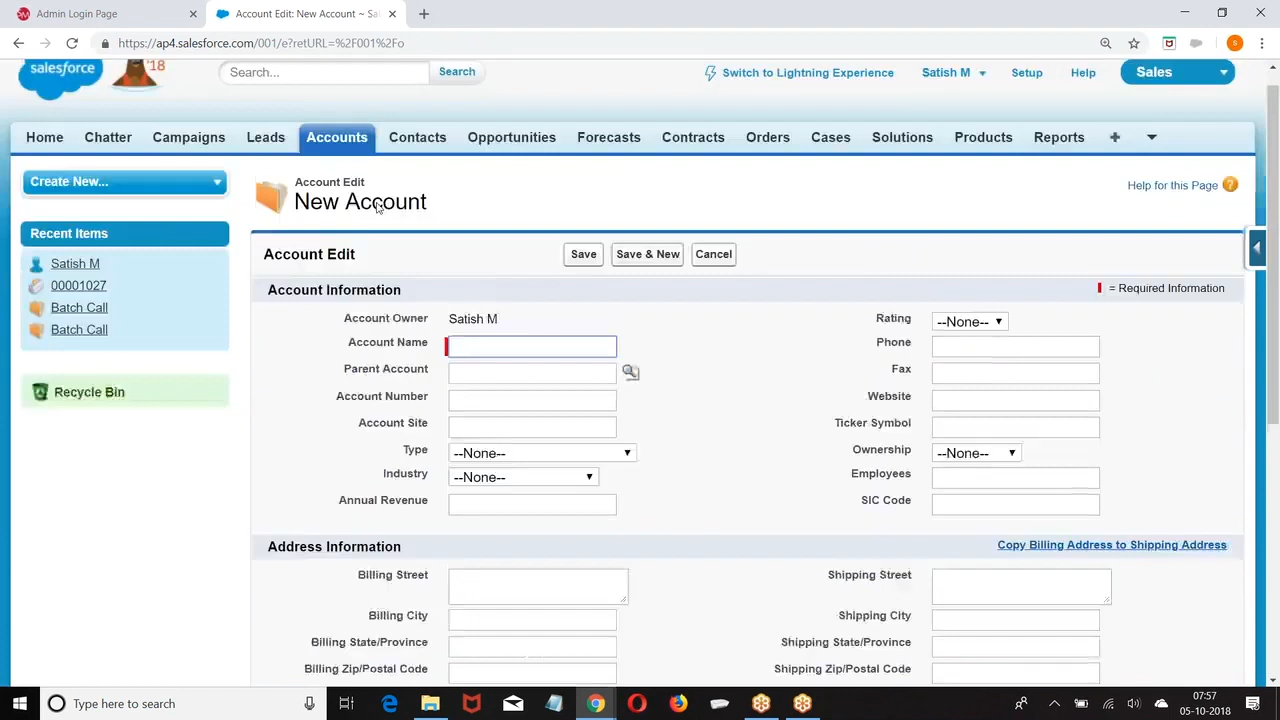 Admin Login Page
Account Edit: New Account ~ Sa
https://ap4.salesforce.com/001/e?retURL=%2F001%2Fo
S
salesforce
'18
Search...
Search
Switch to Lightning Experience
Satish M
Setup
Help
Sales
Home
Chatter
Campaigns
Leads
Accounts
Contacts
Opportunities
Forecasts
Contracts
Orders
Cases
Solutions
Products
Reports
+
Create New...
Recent Items
Satish M
00001027
Batch Call
Batch Call
Recycle Bin
Account Edit
New Account
Help for this Page ?
Account Edit
Save
Save & New
Cancel
Account Information
= Required Information
Account Owner
Satish M
Rating
--None--
Account Name
Phone
Parent Account
Fax
Account Number
Website
Account Site
Ticker Symbol
Type
--None--
Ownership
--None--
Industry
--None--
Employees
Annual Revenue
SIC Code
Address Information
Copy Billing Address to Shipping Address
Billing Street
Shipping Street
Billing City
Shipping City
Billing State/Province
Shipping State/Province
Billing Zip/Postal Code
Shipping Zip/Postal Code
Type here to search
07:57
05-10-2018